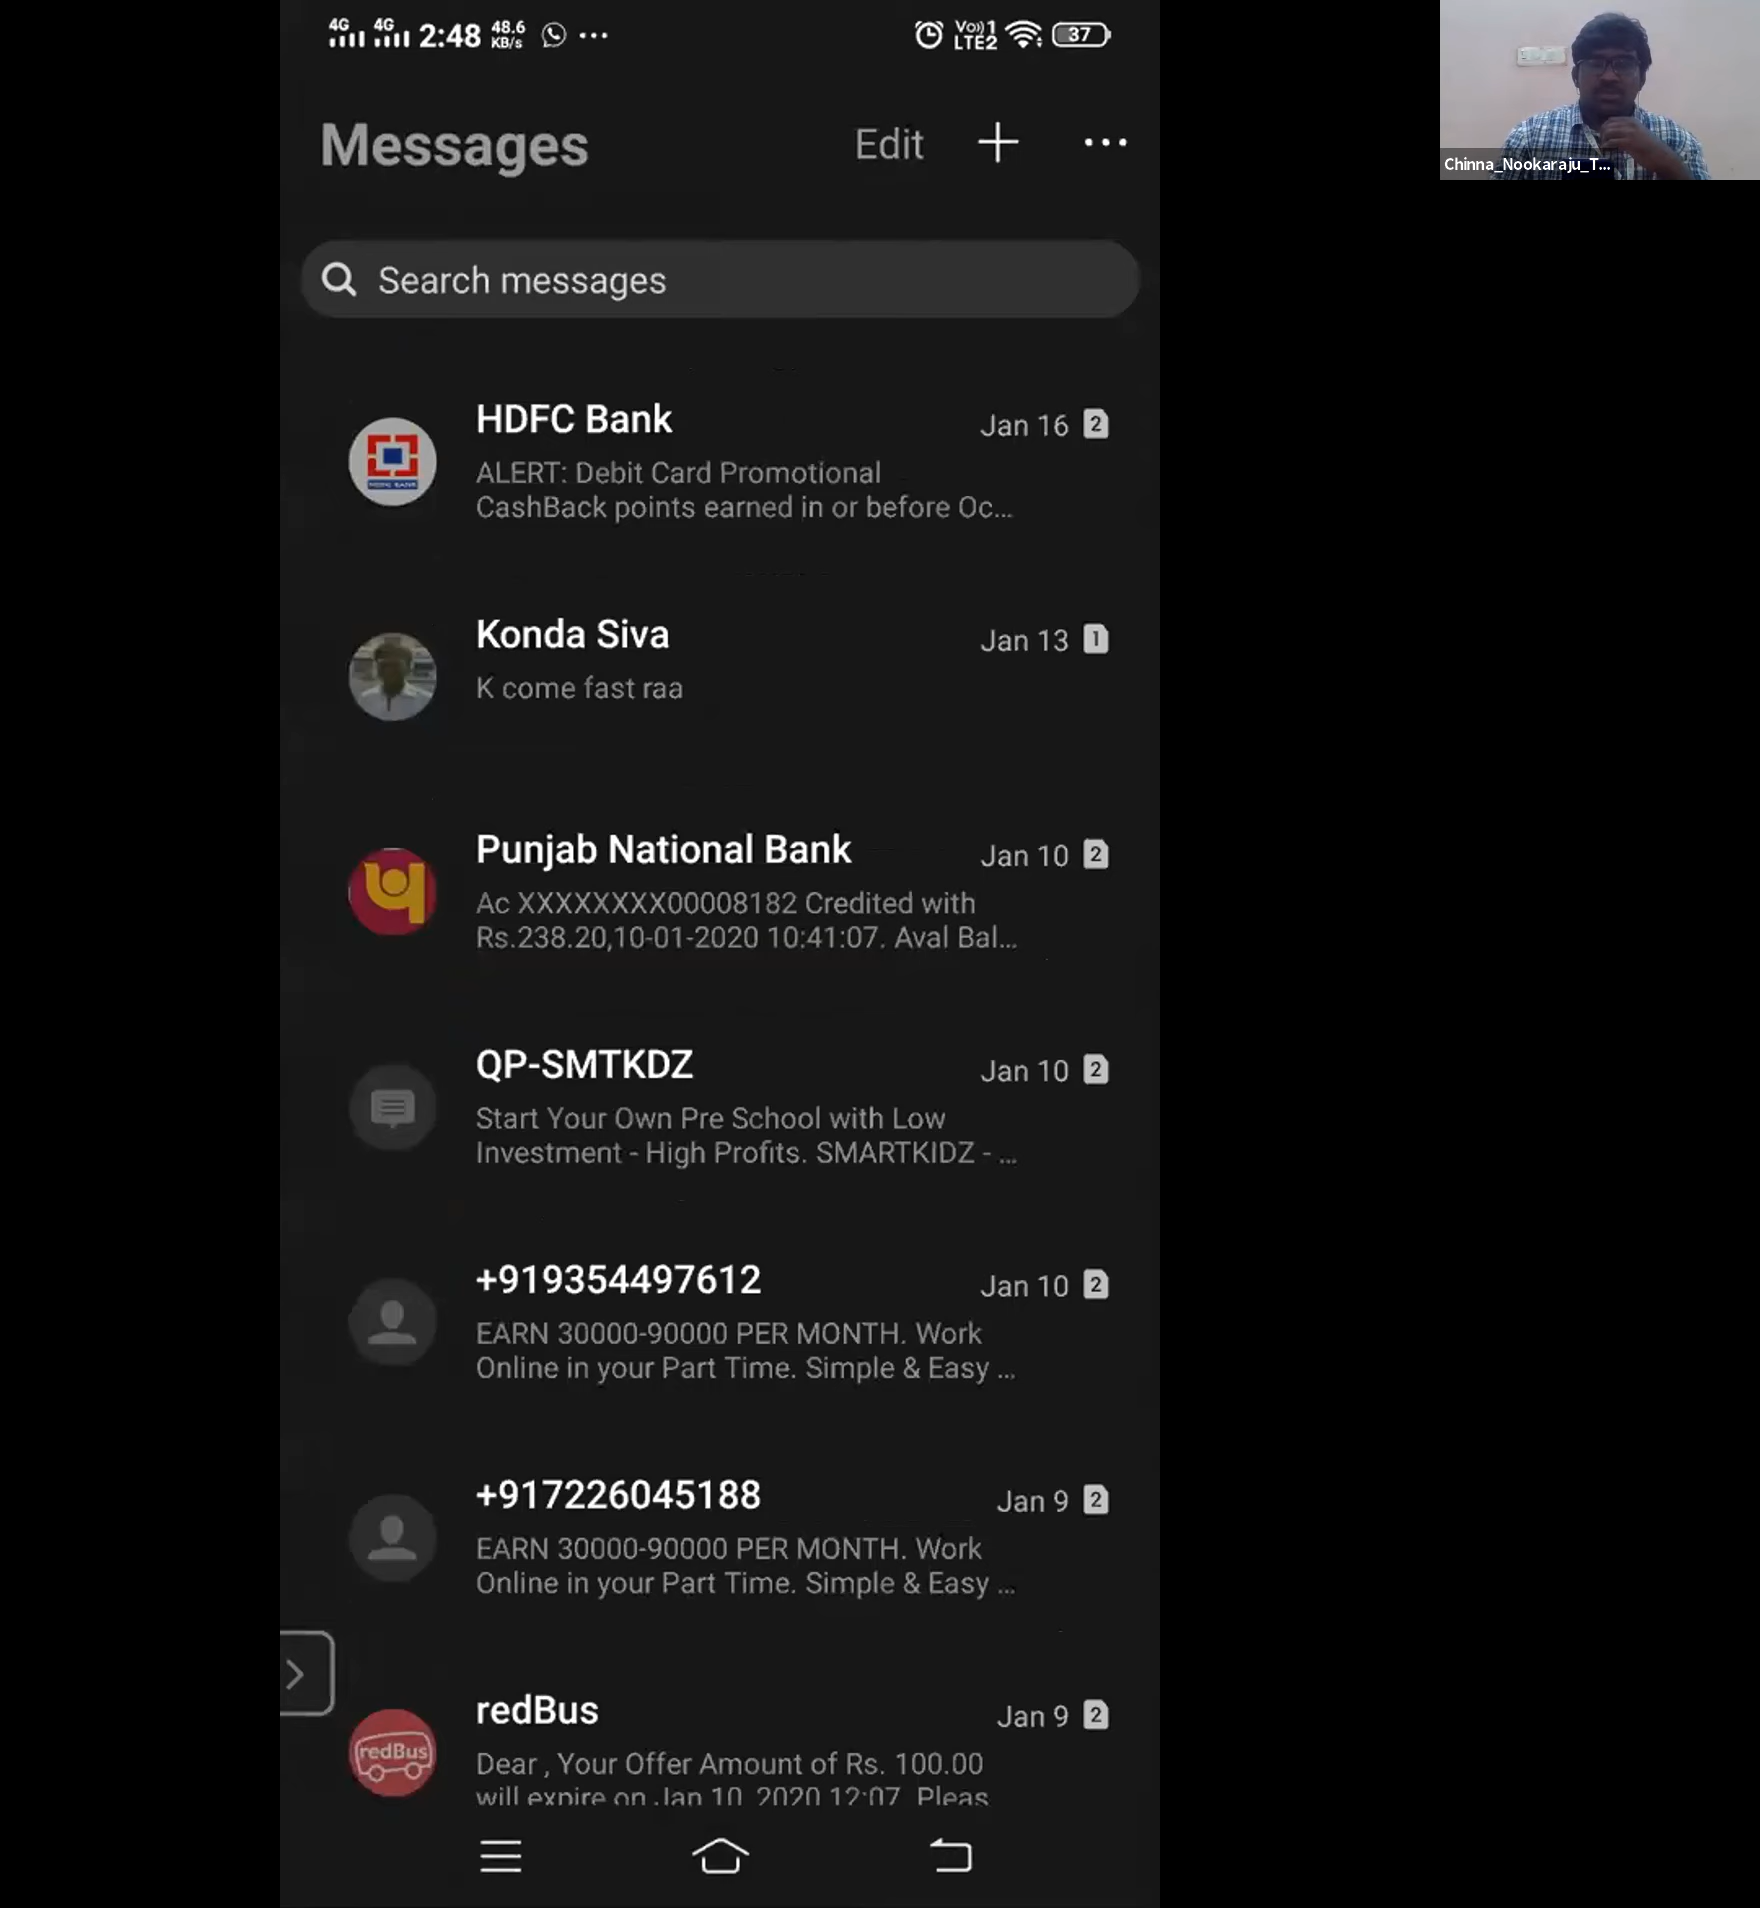 4G 4G 2:48 48.6 KB/s ... Vo)) 1 LTE2 37
Messages Edit + ...
Search messages
HDFC Bank Jan 16 2
ALERT: Debit Card Promotional
CashBack points earned in or before Oc...
Konda Siva Jan 13 1
K come fast raa
Punjab National Bank Jan 10 2
Ac XXXXXXXX00008182 Credited with
Rs.238.20,10-01-2020 10:41:07. Aval Bal...
QP-SMTKDZ Jan 10 2
Start Your Own Pre School with Low
Investment - High Profits. SMARTKIDZ - ...
+919354497612 Jan 10 2
EARN 30000-90000 PER MONTH. Work
Online in your Part Time. Simple & Easy ...
+917226045188 Jan 9 2
EARN 30000-90000 PER MONTH. Work
Online in your Part Time. Simple & Easy ...
redBus Jan 9 2
redBus
Dear , Your Offer Amount of Rs. 100.00
will expire on Jan 10, 2020 12:07. Pleas
HDFC BANK
Chinna_Nookaraju_T...